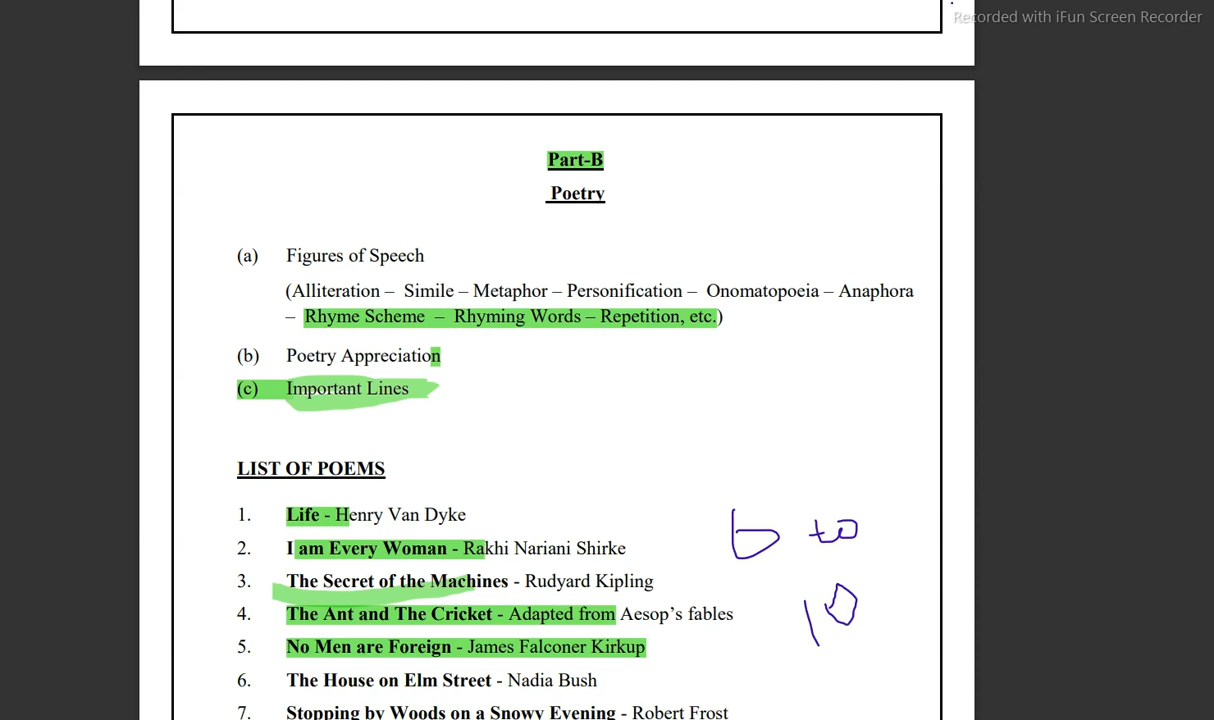 Recorded with iFun Screen Recorder
Part-B
Poetry
(a) Figures of Speech
(Alliteration – Simile – Metaphor – Personification – Onomatopoeia – Anaphora
– Rhyme Scheme – Rhyming Words – Repetition, etc.)
(b) Poetry Appreciation
(c) Important Lines
LIST OF POEMS
1. Life - Henry Van Dyke
2. I am Every Woman - Rakhi Nariani Shirke
3. The Secret of the Machines - Rudyard Kipling
4. The Ant and The Cricket - Adapted from Aesop’s fables
5. No Men are Foreign - James Falconer Kirkup
6. The House on Elm Street - Nadia Bush
7. Stopping by Woods on a Snowy Evening - Robert Frost
6 to
10